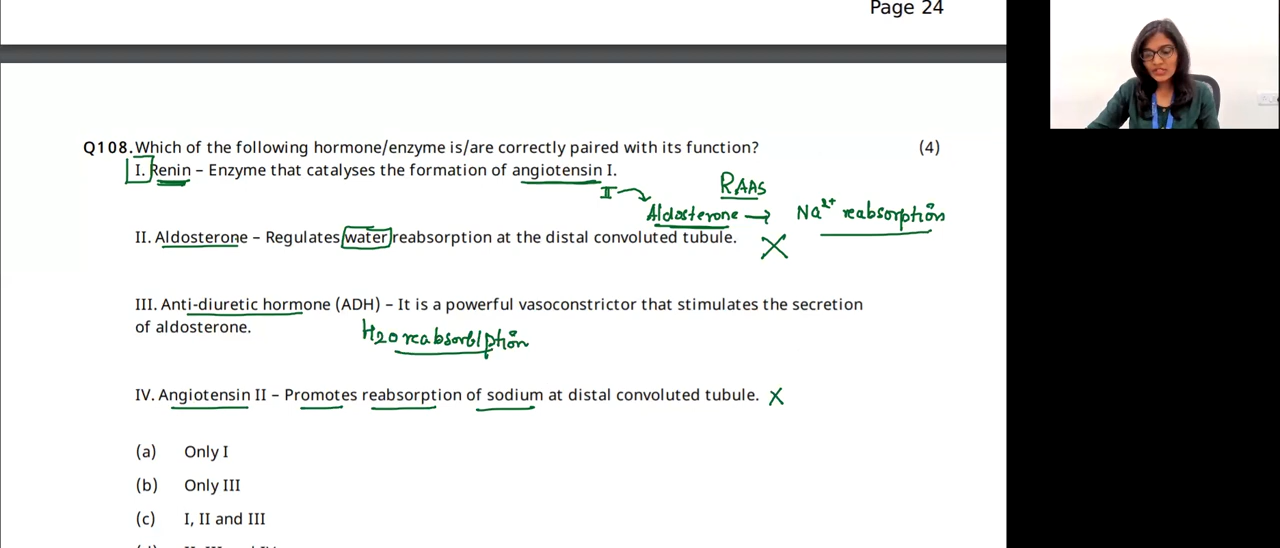 Page 24
Q108. Which of the following hormone/enzyme is/are correctly paired with its function? (4)
I. Renin – Enzyme that catalyses the formation of angiotensin I.
RAAS
II
Aldosterone → Na2+ reabsorption
II. Aldosterone – Regulates water reabsorption at the distal convoluted tubule. X
III. Anti-diuretic hormone (ADH) – It is a powerful vasoconstrictor that stimulates the secretion
of aldosterone.
H2O reabsorlption
IV. Angiotensin II – Promotes reabsorption of sodium at distal convoluted tubule. X
(a) Only I
(b) Only III
(c) I, II and III